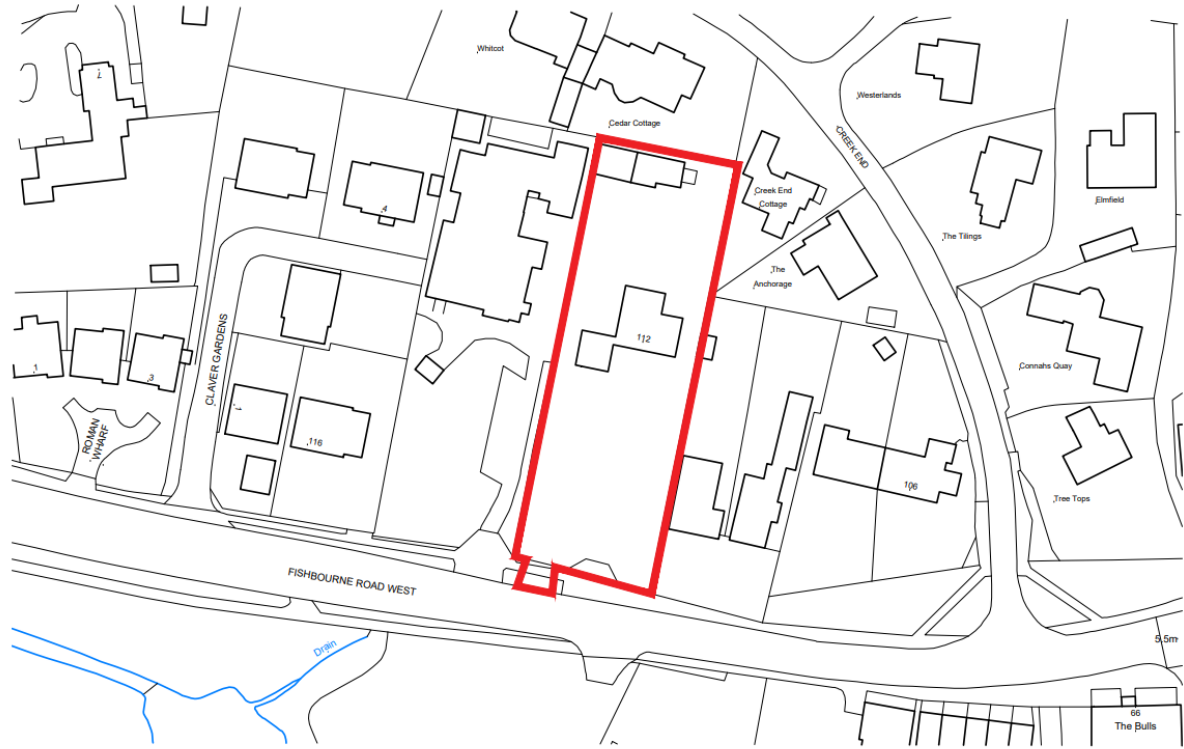 Whitcot
7
Cedar Cottage
Westerlands
CREEK END
Creek End
Cottage
Elmfield
4
The Tilings
The
Anchorage
112
CLAVER GARDENS
Connahs Quay
1
3
1
116
ROMAN
WHARF
106
Tree Tops
FISHBOURNE ROAD WEST
Drain
5.5m
66
The Bulls